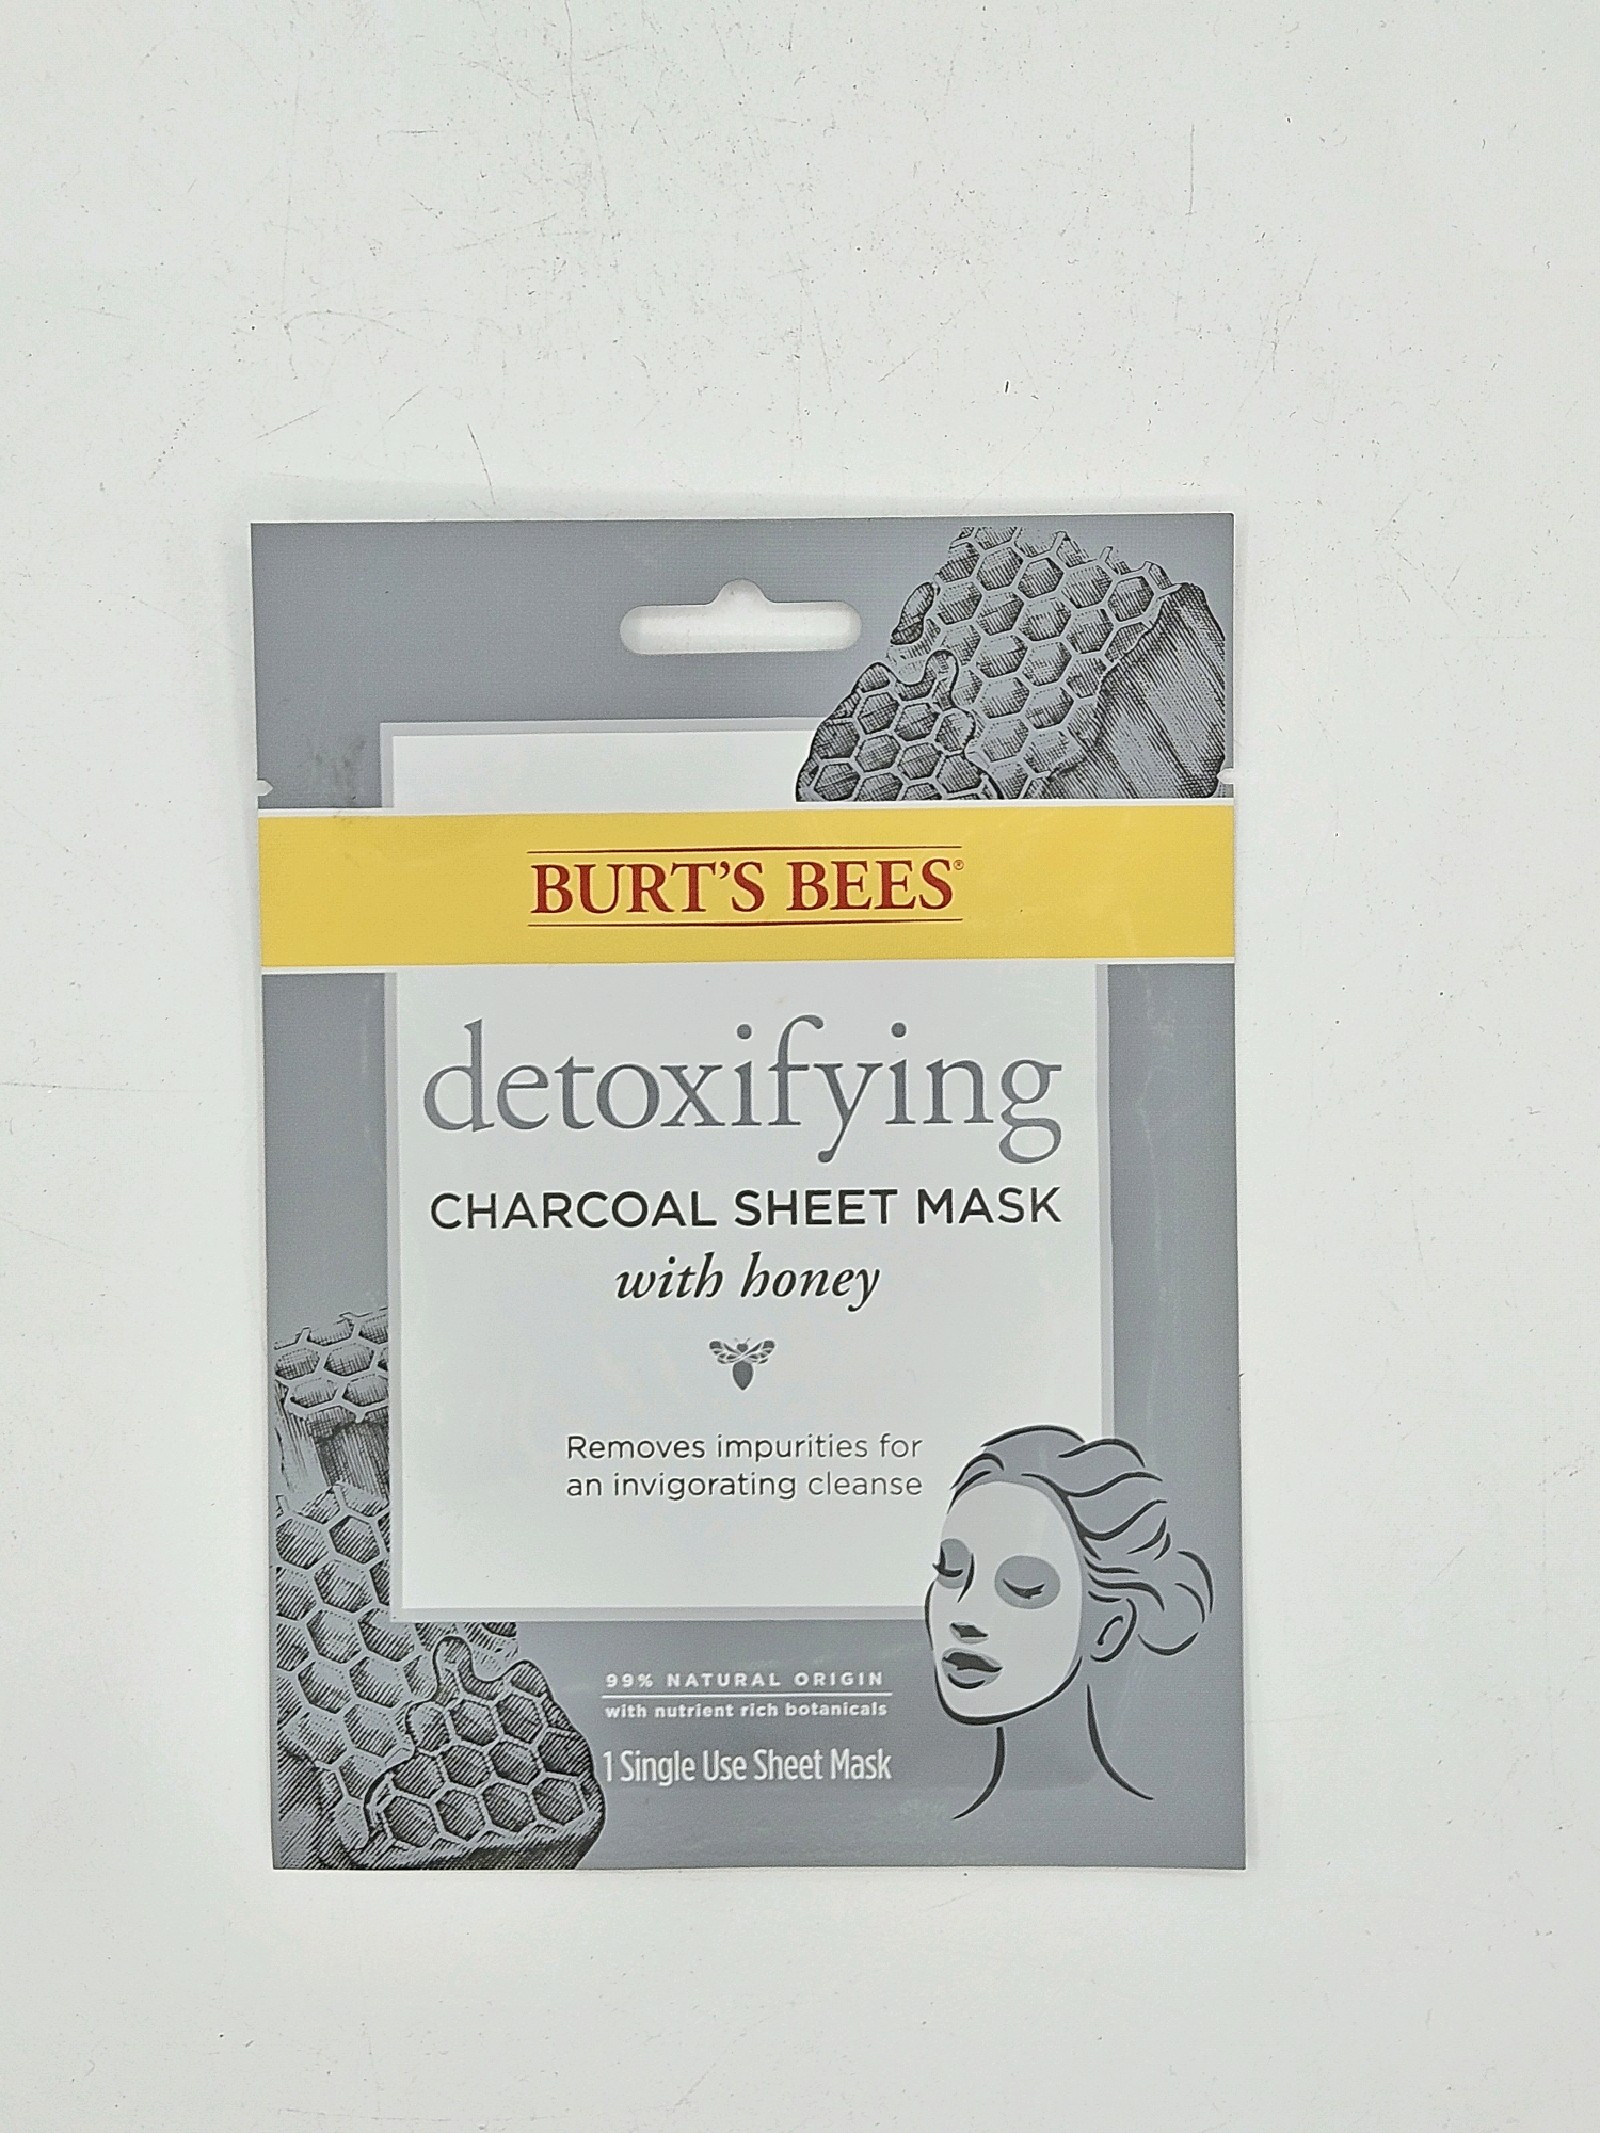 BURT'S BEES®
detoxifying
CHARCOAL SHEET MASK
with honey
Removes impurities for
an invigorating cleanse
99% NATURAL ORIGIN
with nutrient rich botanicals
1 Single Use Sheet Mask